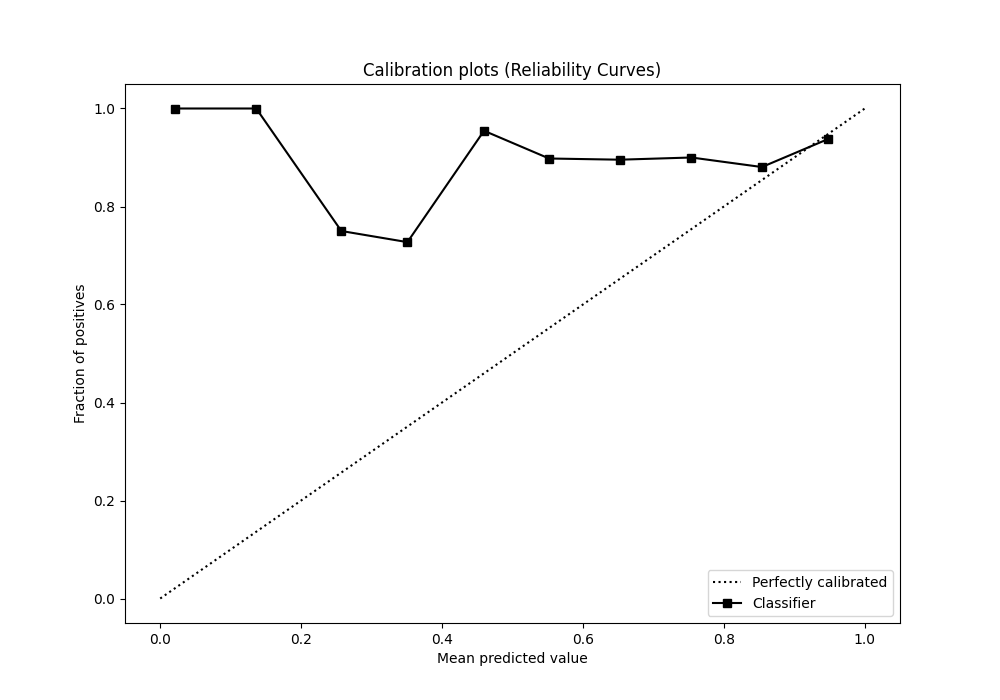 Calibration plots (Reliability Curves)
1.0
0.8
0.6
0.4
0.2
0.0
Fraction of positives
0.0 0.2 0.4 0.6 0.8 1.0
Mean predicted value
Perfectly calibrated
Classifier